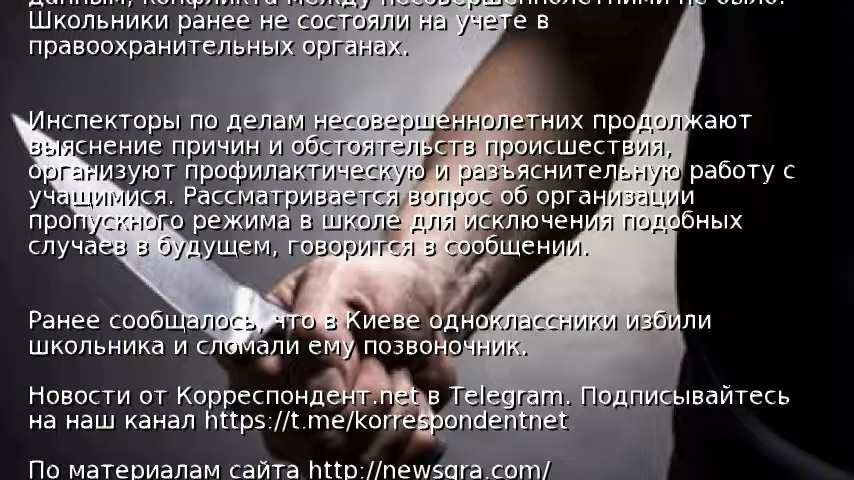 данным, конфликта между несовершеннолетними не было.
Школьники ранее не состояли на учете в
правоохранительных органах.
Инспекторы по делам несовершеннолетних продолжают
выяснение причин и обстоятельств происшествия,
организуют профилактическую и разъяснительную работу с
учащимися. Рассматривается вопрос об организации
пропускного режима в школе для исключения подобных
случаев в будущем, говорится в сообщении.
Ранее сообщалось, что в Киеве одноклассники избили
школьника и сломали ему позвоночник.
Новости от Корреспондент.net в Telegram. Подписывайтесь
на наш канал https://t.me/korrespondentnet
По материалам сайта http://newsgra.com/